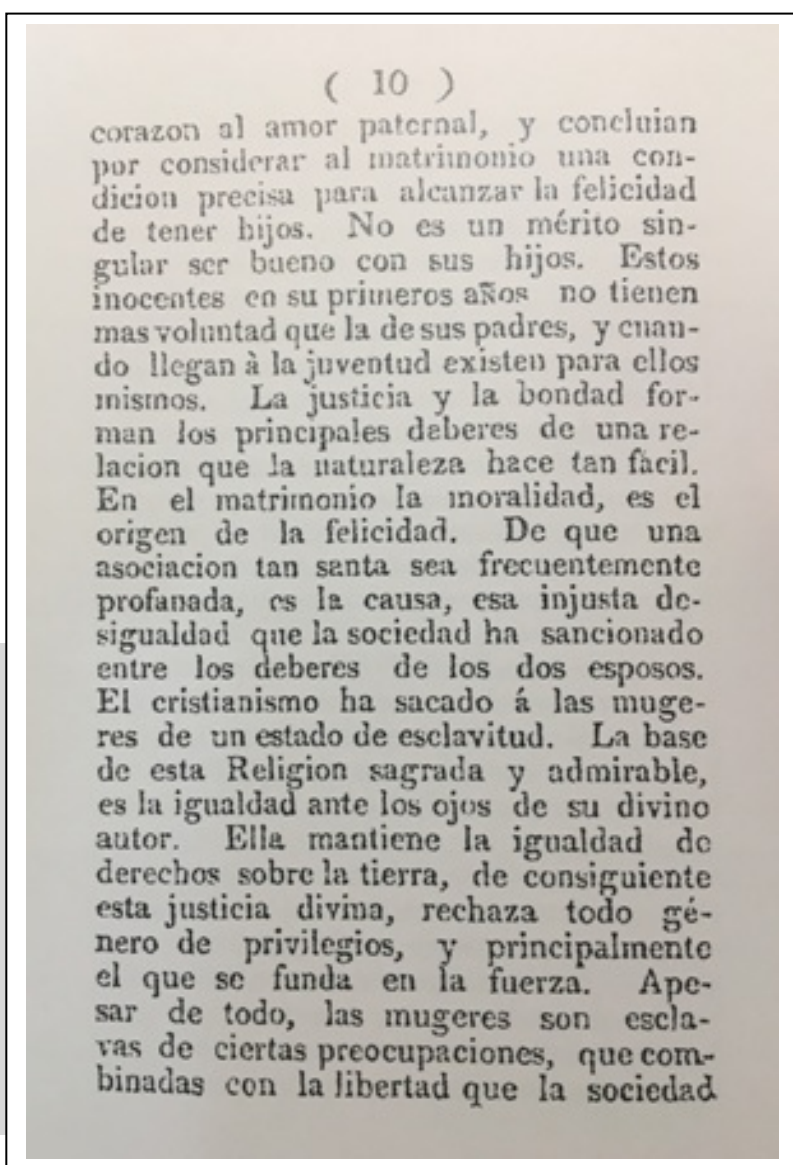 ( 10 )
corazon al amor paternal, y concluian
por considerar al matrimonio una con-
dicion precisa para alcanzar la felicidad
de tener hijos. No es un mérito sin-
gular ser bueno con sus hijos. Estos
inocentes en su primeros años no tienen
mas voluntad que la de sus padres, y cuan-
do llegan à la juventud existen para ellos
mismos. La justicia y la bondad for-
man los principales deberes de una re-
lacion que la naturaleza hace tan fàcil.
En el matrimonio la moralidad, es el
origen de la felicidad. De que una
asociacion tan santa sea frecuentemente
profanada, es la causa, esa injusta de-
sigualdad que la sociedad ha sancionado
entre los deberes de los dos esposos.
El cristianismo ha sacado á las muge-
res de un estado de esclavitud. La base
de esta Religion sagrada y admirable,
es la igualdad ante los ojos de su divino
autor. Ella mantiene la igualdad de
derechos sobre la tierra, de consiguiente
esta justicia divina, rechaza todo gé-
nero de privilegios, y principalmente
el que se funda en la fuerza. Ape-
sar de todo, las mugeres son escla-
vas de ciertas preocupaciones, que com-
binadas con la libertad que la sociedad